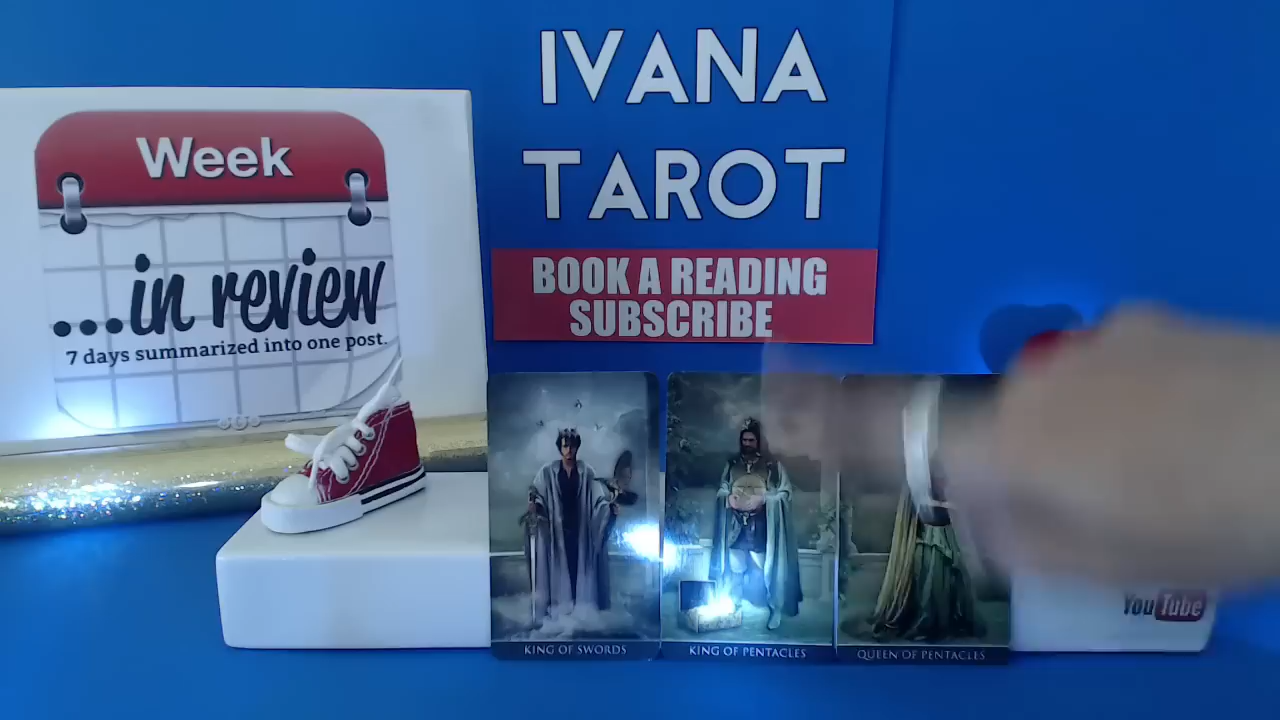 Week
...in review
7 days summarized into one post.
IVANA
TAROT
BOOK A READING
SUBSCRIBE
KING OF SWORDS
KING OF PENTACLES
QUEEN OF PENTACLES
YouTube